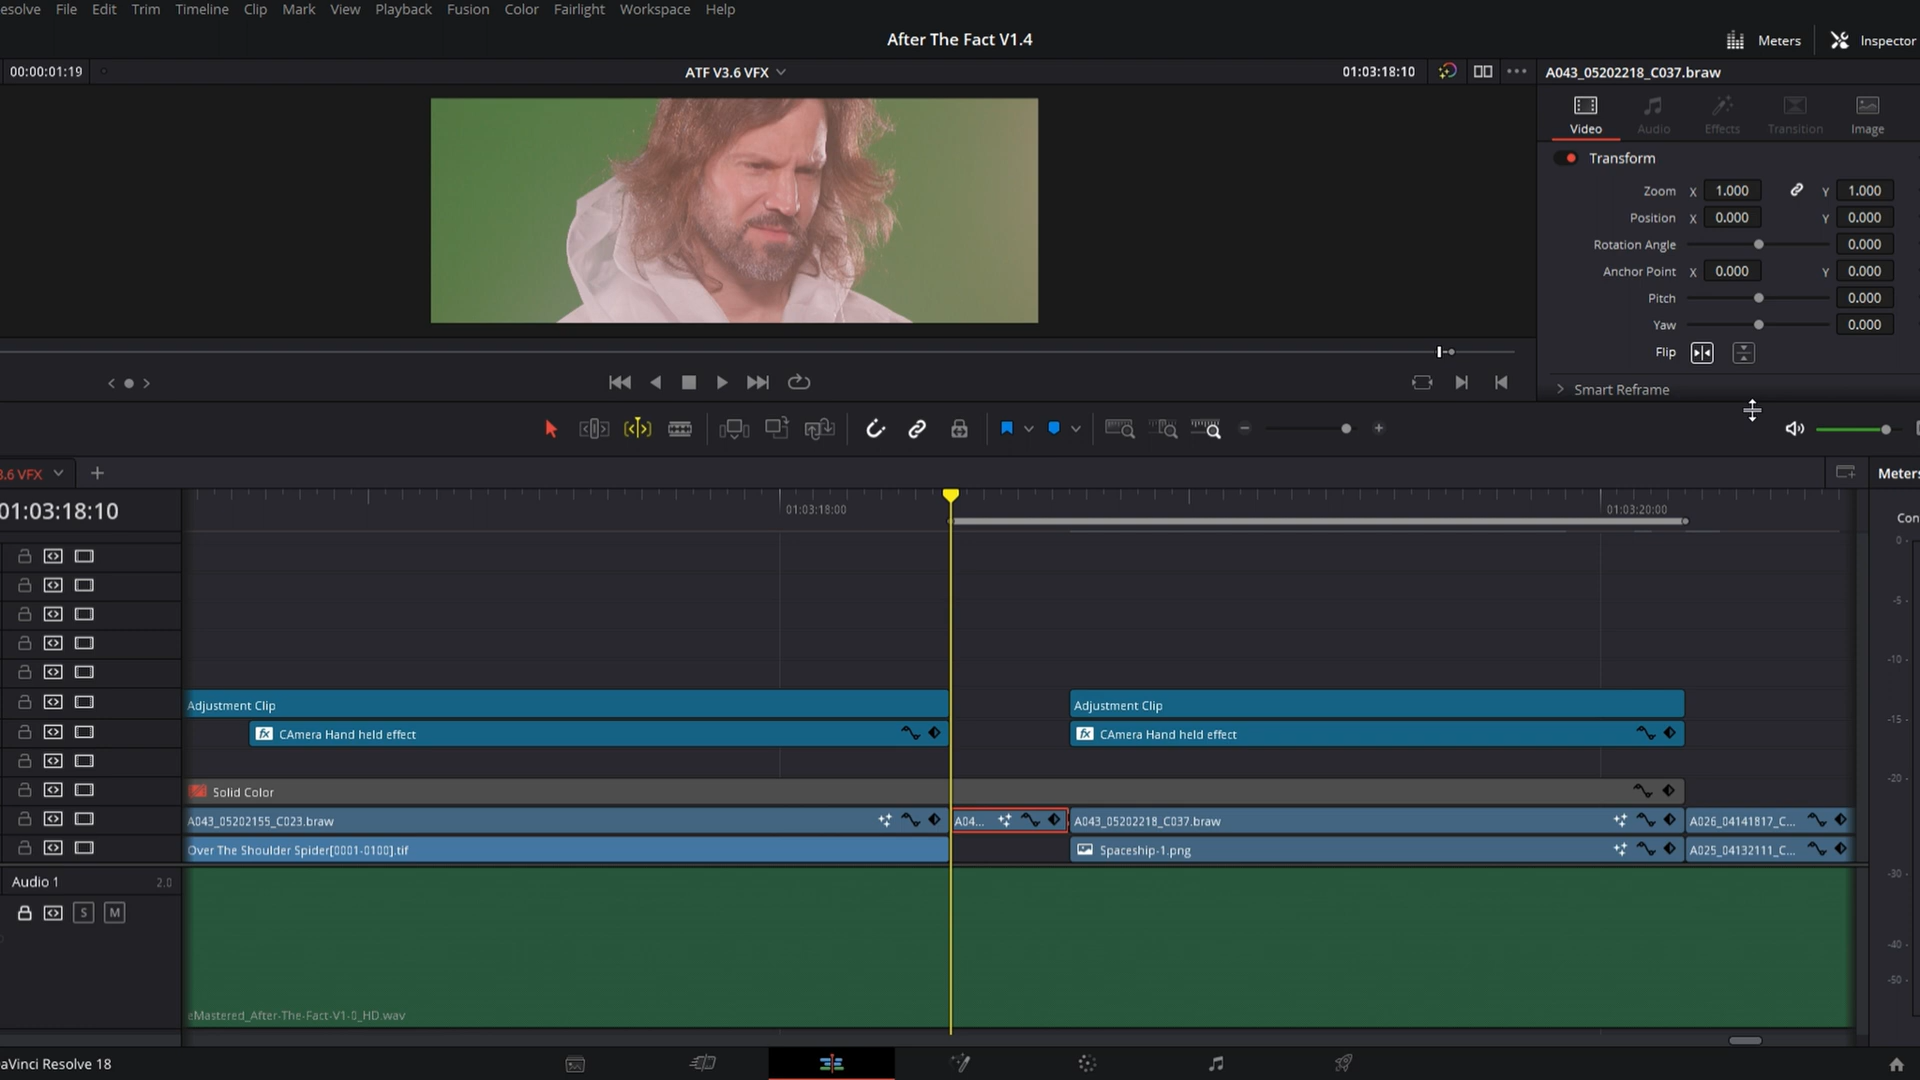 esolve File Edit Trim Timeline Clip Mark View Playback Fusion Color Fairlight Workspace Help
After The Fact V1.4
Meters
Inspector
00:00:01:19
ATF V3.6 VFX
01:03:18:10
A043_05202218_C037.braw
Video
Audio
Effects
Transition
Image
Transform
Zoom X 1.000 Y 1.000
Position X 0.000 Y 0.000
Rotation Angle 0.000
Anchor Point X 0.000 Y 0.000
Pitch 0.000
Yaw 0.000
Flip
Smart Reframe
3.6 VFX
Meters
01:03:18:10
01:03:18:00
01:03:20:00
Con
0
-5
-10
-15
-20
-30
-40
-50
Adjustment Clip
Adjustment Clip
fx CAmera Hand held effect
fx CAmera Hand held effect
Solid Color
A043_05202155_C023.braw
A04...
A043_05202218_C037.braw
A026_04141817_C...
Over The Shoulder Spider[0001-0100].tif
Spaceship-1.png
A025_04132111_C...
Audio 1
2.0
S
M
eMastered_After-The-Fact-V1-0_HD.wav
aVinci Resolve 18